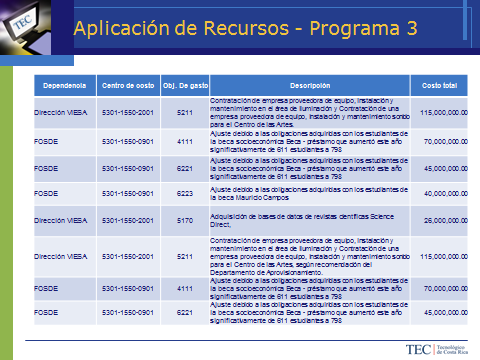 TEC
Aplicación de Recursos - Programa 3
Dependencia Centro de costo Obj. De gasto Descripción Costo total
Dirección VIESA 5301-1550-2001 5211 Contratación de empresa proveedora de equipo, instalación y
mantenimiento en el área de iluminación y Contratación de una
empresa proveedora de equipo, instalación y mantenimiento sonido
para el Centro de las Artes. 115,000,000.00
FOSDE 5301-1550-0901 4111 Ajuste debido a las obligaciones adquiridas con los estudiantes de
la beca socioeconómica Beca - préstamo que aumentó este año
significativamente de 611 estudiantes a 798 70,000,000.00
FOSDE 5301-1550-0901 6221 Ajuste debido a las obligaciones adquiridas con los estudiantes de
la beca socioeconómica Beca - préstamo que aumentó este año
significativamente de 611 estudiantes a 798 45,000,000.00
FOSDE 5301-1550-0901 6223 Ajuste debido a las obligaciones adquiridas con los estudiantes de
la beca Mauricio Campos 40,000,000.00
Dirección VIESA 5301-1550-2001 5170 Adquisición de bases de datos de revistas científicas Science
Direct, 26,000,000.00
Dirección VIESA 5301-1550-2001 5211 Contratación de empresa proveedora de equipo, instalación y
mantenimiento en el área de iluminación y Contratación de una
empresa proveedora de equipo, instalación y mantenimiento sonido
para el Centro de las Artes, según recomendación del
Departamento de Aprovisionamiento. 115,000,000.00
FOSDE 5301-1550-0901 4111 Ajuste debido a las obligaciones adquiridas con los estudiantes de
la beca socioeconómica Beca - préstamo que aumentó este año
significativamente de 611 estudiantes a 798 70,000,000.00
FOSDE 5301-1550-0901 6221 Ajuste debido a las obligaciones adquiridas con los estudiantes de
la beca socioeconómica Beca - préstamo que aumentó este año
significativamente de 611 estudiantes a 798 45,000,000.00
TEC Tecnológico
de Costa Rica